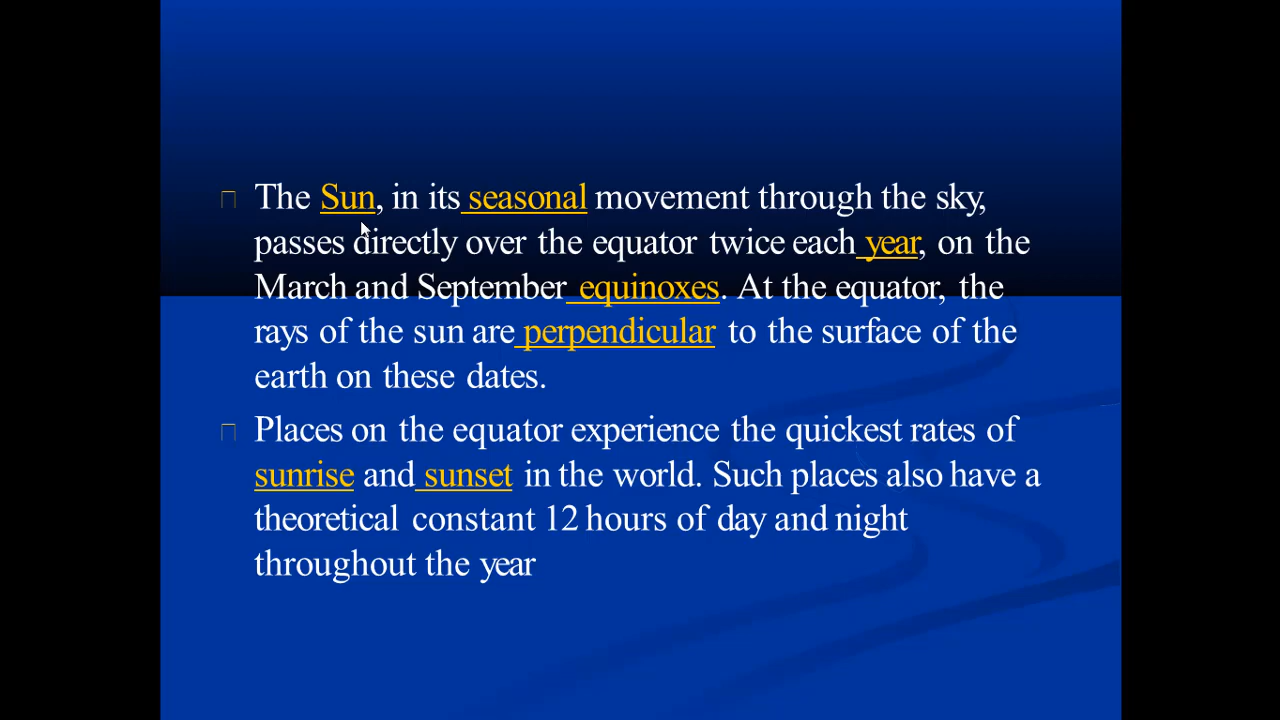 The Sun, in its seasonal movement through the sky,
passes directly over the equator twice each year, on the
March and September equinoxes. At the equator, the
rays of the sun are perpendicular to the surface of the
earth on these dates.
Places on the equator experience the quickest rates of
sunrise and sunset in the world. Such places also have a
theoretical constant 12 hours of day and night
throughout the year